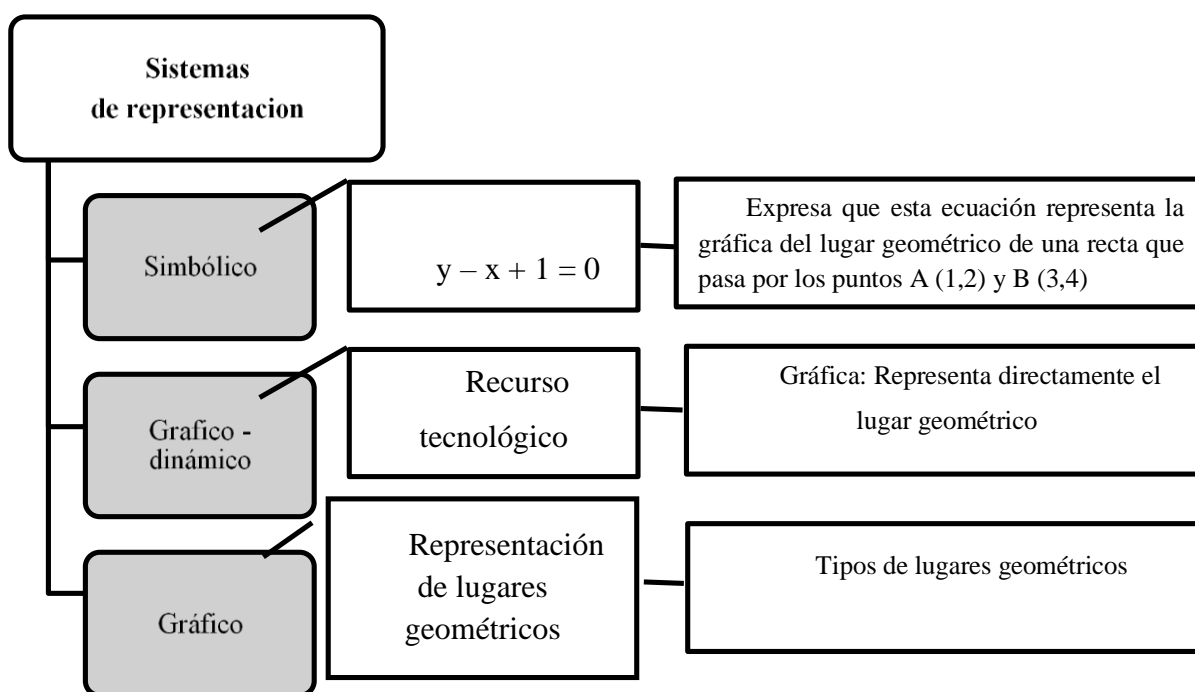 Sistemas
de representacion
Simbólico
y – x + 1 = 0
Expresa que esta ecuación representa la
gráfica del lugar geométrico de una recta que
pasa por los puntos A (1,2) y B (3,4)
Grafico -
dinámico
Recurso
tecnológico
Gráfica: Representa directamente el
lugar geométrico
Gráfico
Representación
de lugares
geométricos
Tipos de lugares geométricos